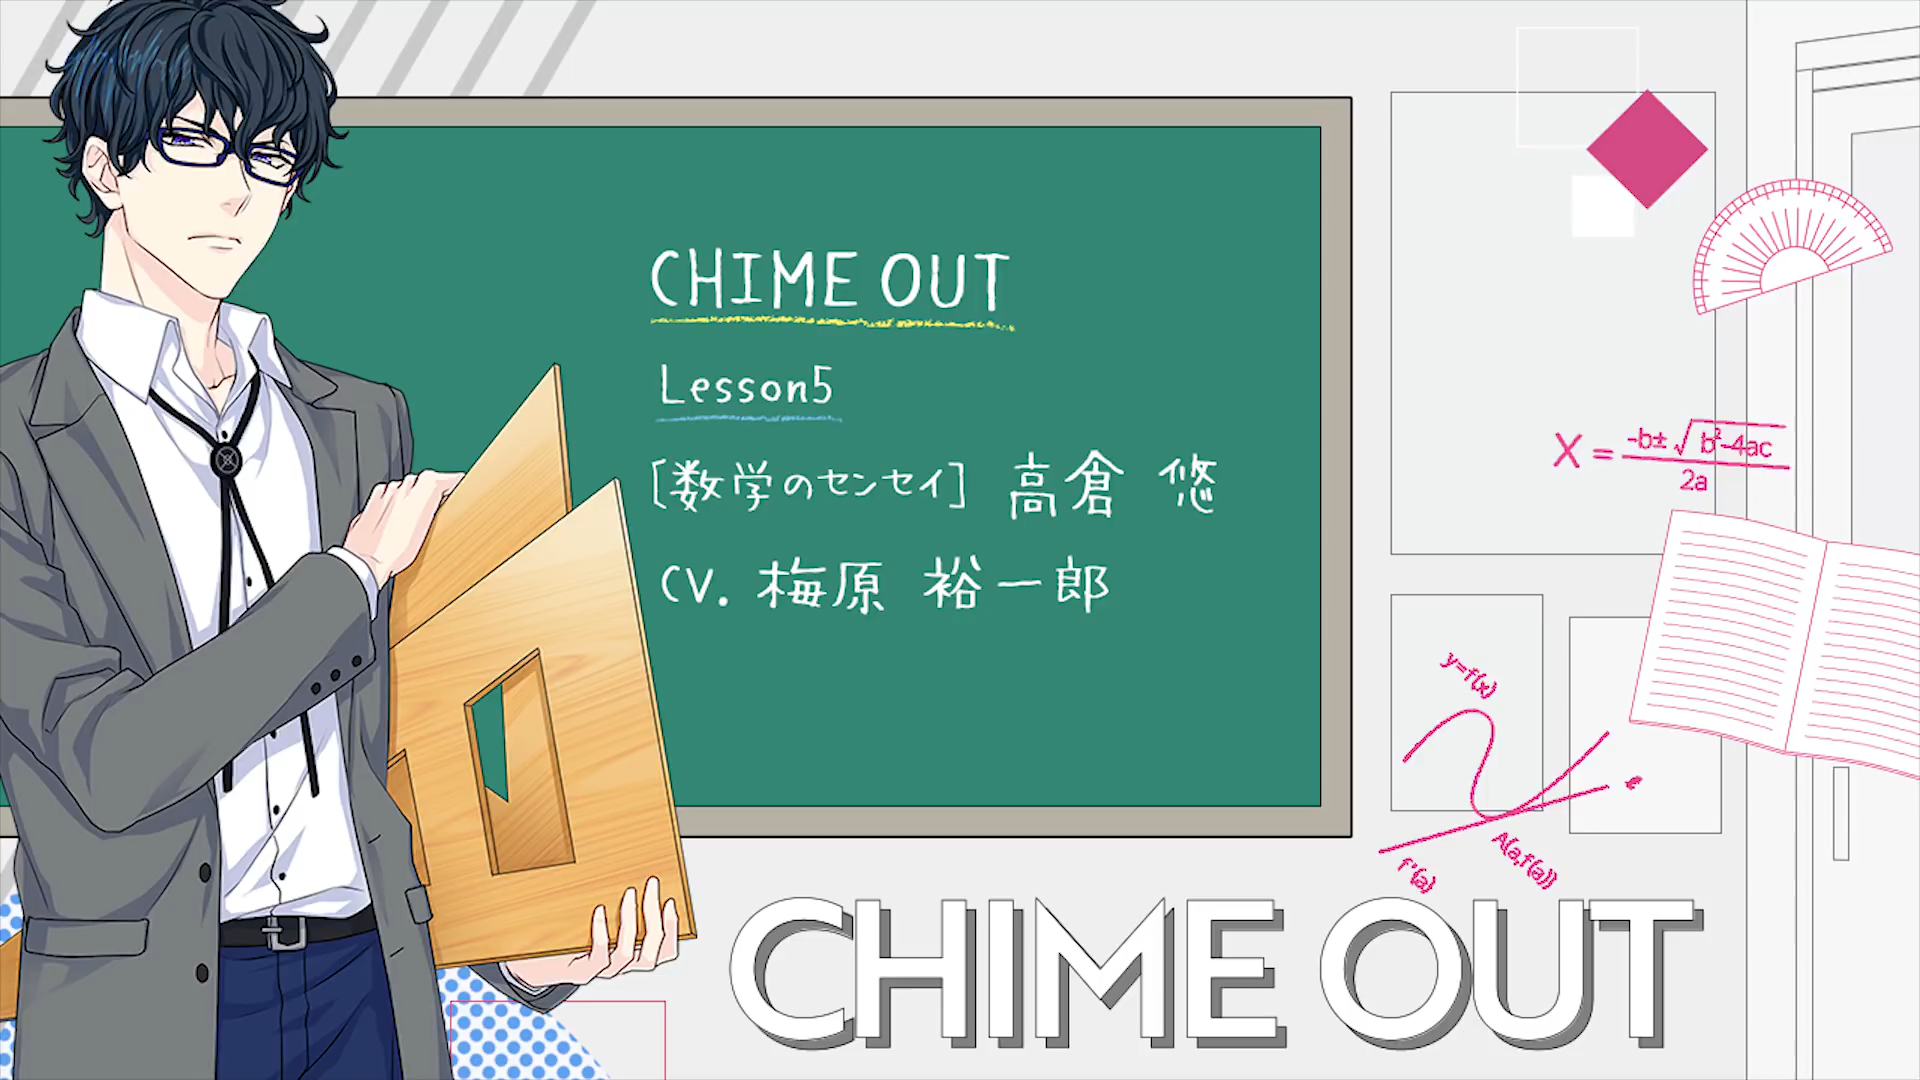 CHIME OUT
Lesson5
[数学のセンセイ] 高倉 悠
CV. 梅原 裕一郎
X = -b±√b²-4ac
2a
y=f(x)
ℓ
A(a,f(a))
f'(a)
CHIME OUT